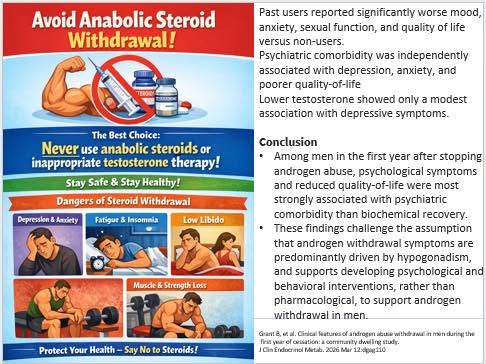 Avoid Anabolic Steroid
Withdrawal!
The Best Choice:
Never use anabolic steroids or
inappropriate testosterone therapy!
Stay Safe & Stay Healthy!
Dangers of Steroid Withdrawal
Depression & Anxiety
Fatigue & Insomnia
Low Libido
Muscle & Strength Loss
Protect Your Health – Say No to Steroids!
Past users reported significantly worse mood,
anxiety, sexual function, and quality of life
versus non-users.
Psychiatric comorbidity was independently
associated with depression, anxiety, and
poorer quality-of-life
Lower testosterone showed only a modest
association with depressive symptoms.
Conclusion
• Among men in the first year after stopping
androgen abuse, psychological symptoms
and reduced quality-of-life were most
strongly associated with psychiatric
comorbidity than biochemical recovery.
• These findings challenge the assumption
that androgen withdrawal symptoms are
predominantly driven by hypogonadism,
and supports developing psychological and
behavioral interventions, rather than
pharmacological, to support androgen
withdrawal in men.
Grant B, et al. Clinical features of androgen abuse withdrawal in men during the
first year of cessation: a community dwelling study.
J Clin Endocrinol Metab. 2026 Mar 12:dgag110